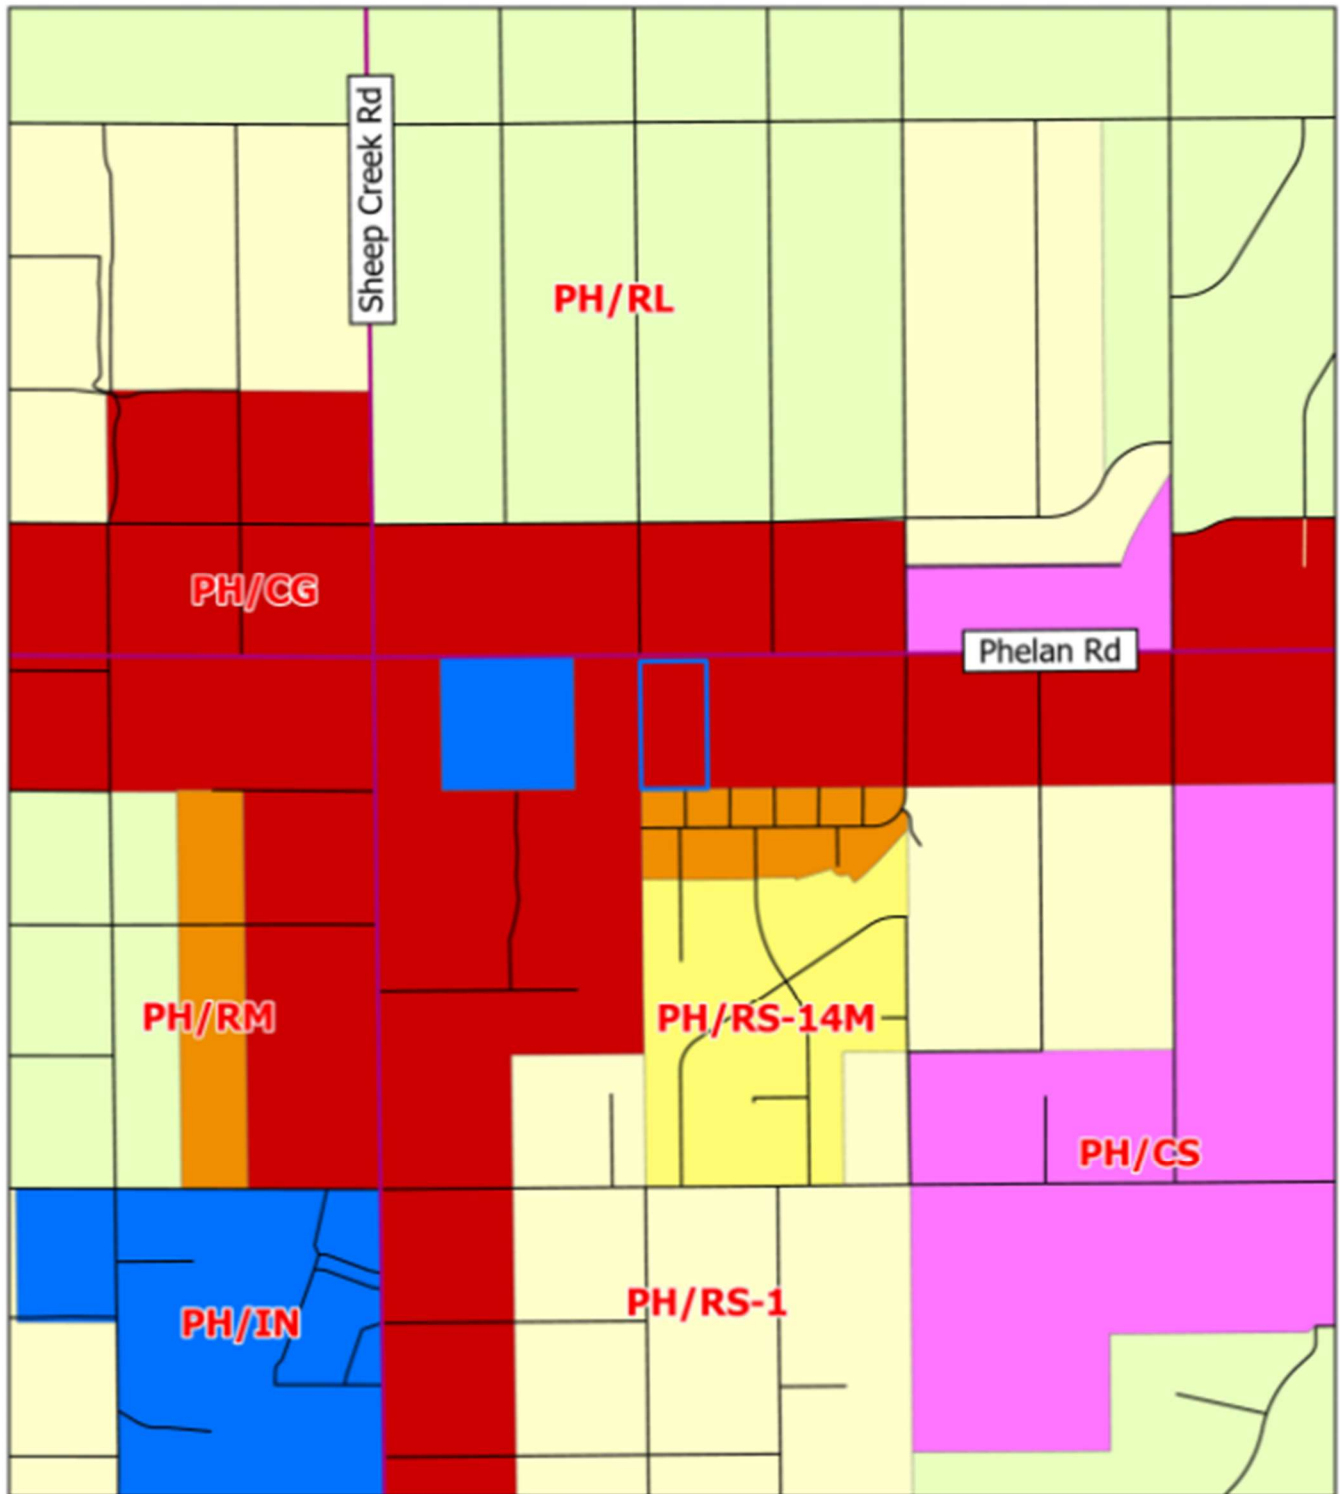 Sheep Creek Rd
PH/RL
PH/CG
Phelan Rd
PH/RM
PH/RS-14M
PH/CS
PH/IN
PH/RS-1